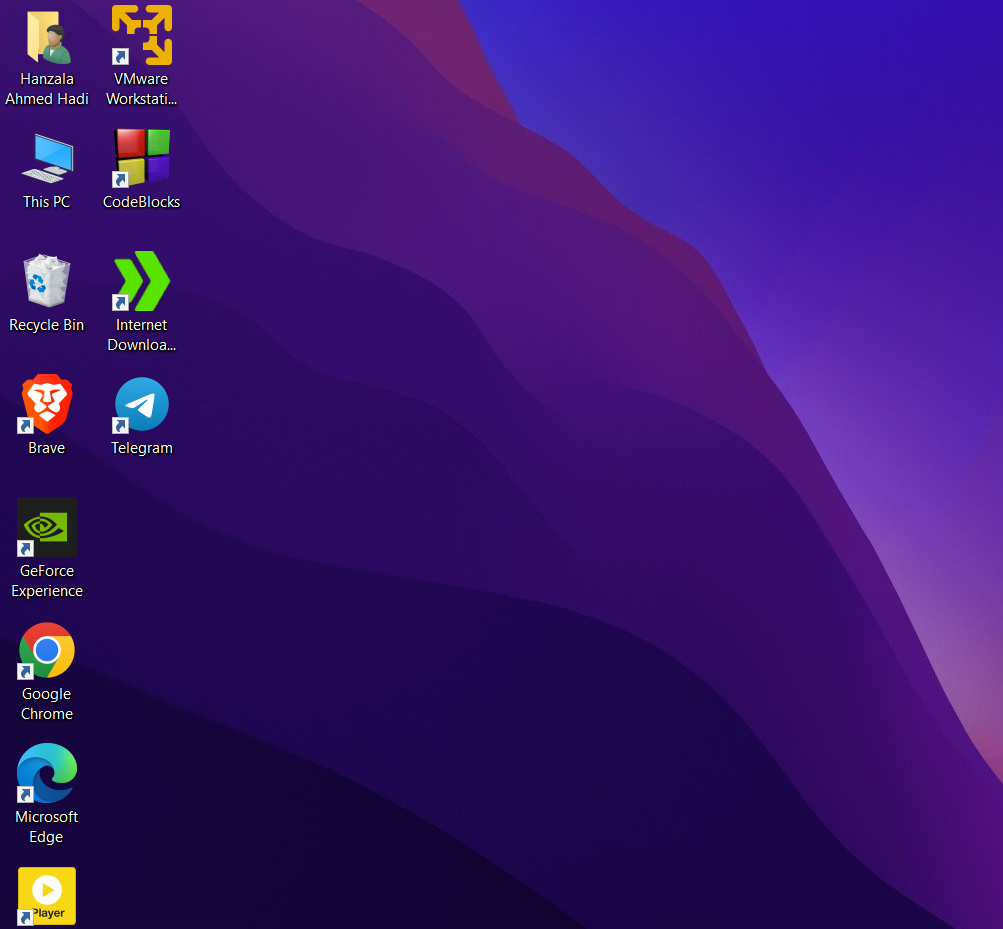 Hanzala
Ahmed Hadi
VMware
Workstati...
This PC
CodeBlocks
Recycle Bin
Internet
Downloa...
Brave
Telegram
GeForce
Experience
Google
Chrome
Microsoft
Edge
Player